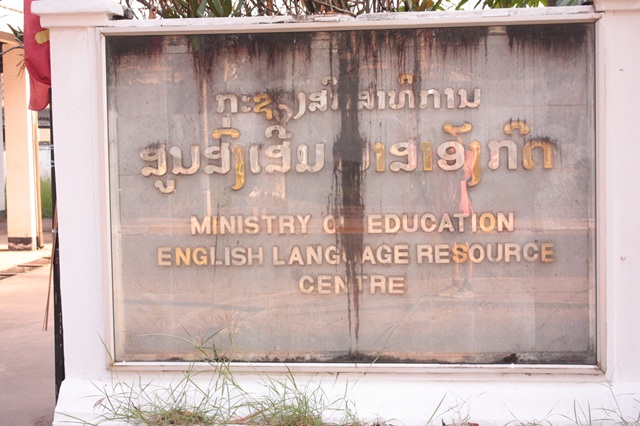 ກະຊວງສຶກສາທິການ
ສູນສົ່ງເສີມ ພາສາອັງກິດ
MINISTRY OF EDUCATION
ENGLISH LANGUAGE RESOURCE
CENTRE